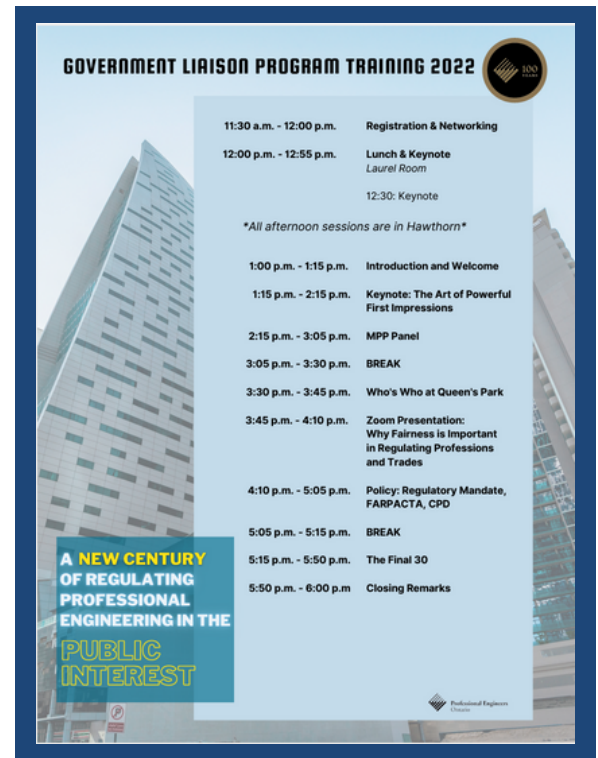 GOVERNMENT LIAISON PROGRAM TRAINING 2022
100
YEARS
11:30 a.m. - 12:00 p.m. Registration & Networking
12:00 p.m. - 12:55 p.m. Lunch & Keynote
Laurel Room
12:30: Keynote
*All afternoon sessions are in Hawthorn*
1:00 p.m. - 1:15 p.m. Introduction and Welcome
1:15 p.m. - 2:15 p.m. Keynote: The Art of Powerful
First Impressions
2:15 p.m. - 3:05 p.m. MPP Panel
3:05 p.m. - 3:30 p.m. BREAK
3:30 p.m. - 3:45 p.m. Who's Who at Queen's Park
3:45 p.m. - 4:10 p.m. Zoom Presentation:
Why Fairness is Important
in Regulating Professions
and Trades
4:10 p.m. - 5:05 p.m. Policy: Regulatory Mandate,
FARPACTA, CPD
5:05 p.m. - 5:15 p.m. BREAK
5:15 p.m. - 5:50 p.m. The Final 30
5:50 p.m. - 6:00 p.m Closing Remarks
A NEW CENTURY
OF REGULATING
PROFESSIONAL
ENGINEERING IN THE
PUBLIC
INTEREST
Professional Engineers
Ontario